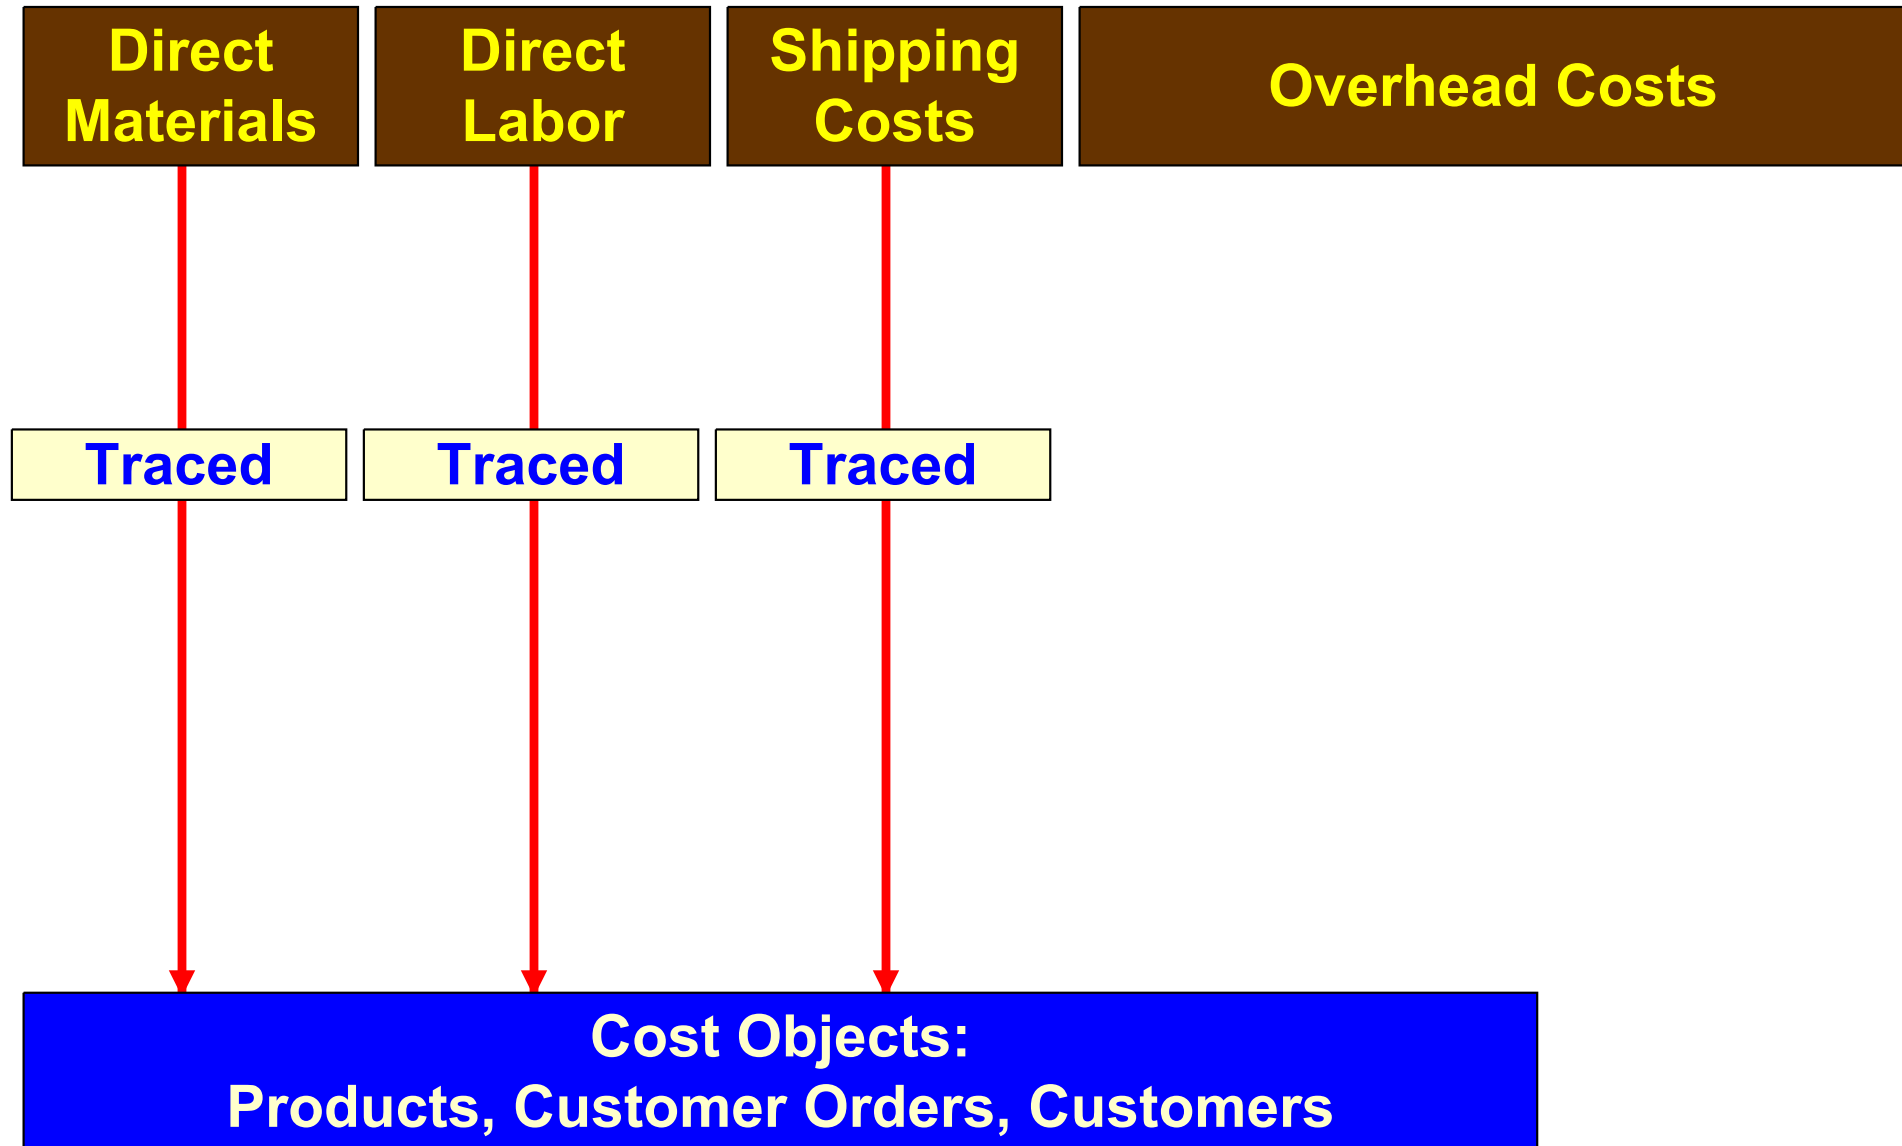 Direct
Materials
Direct
Labor
Shipping
Costs
Overhead Costs
Traced
Traced
Traced
Cost Objects:
Products, Customer Orders, Customers